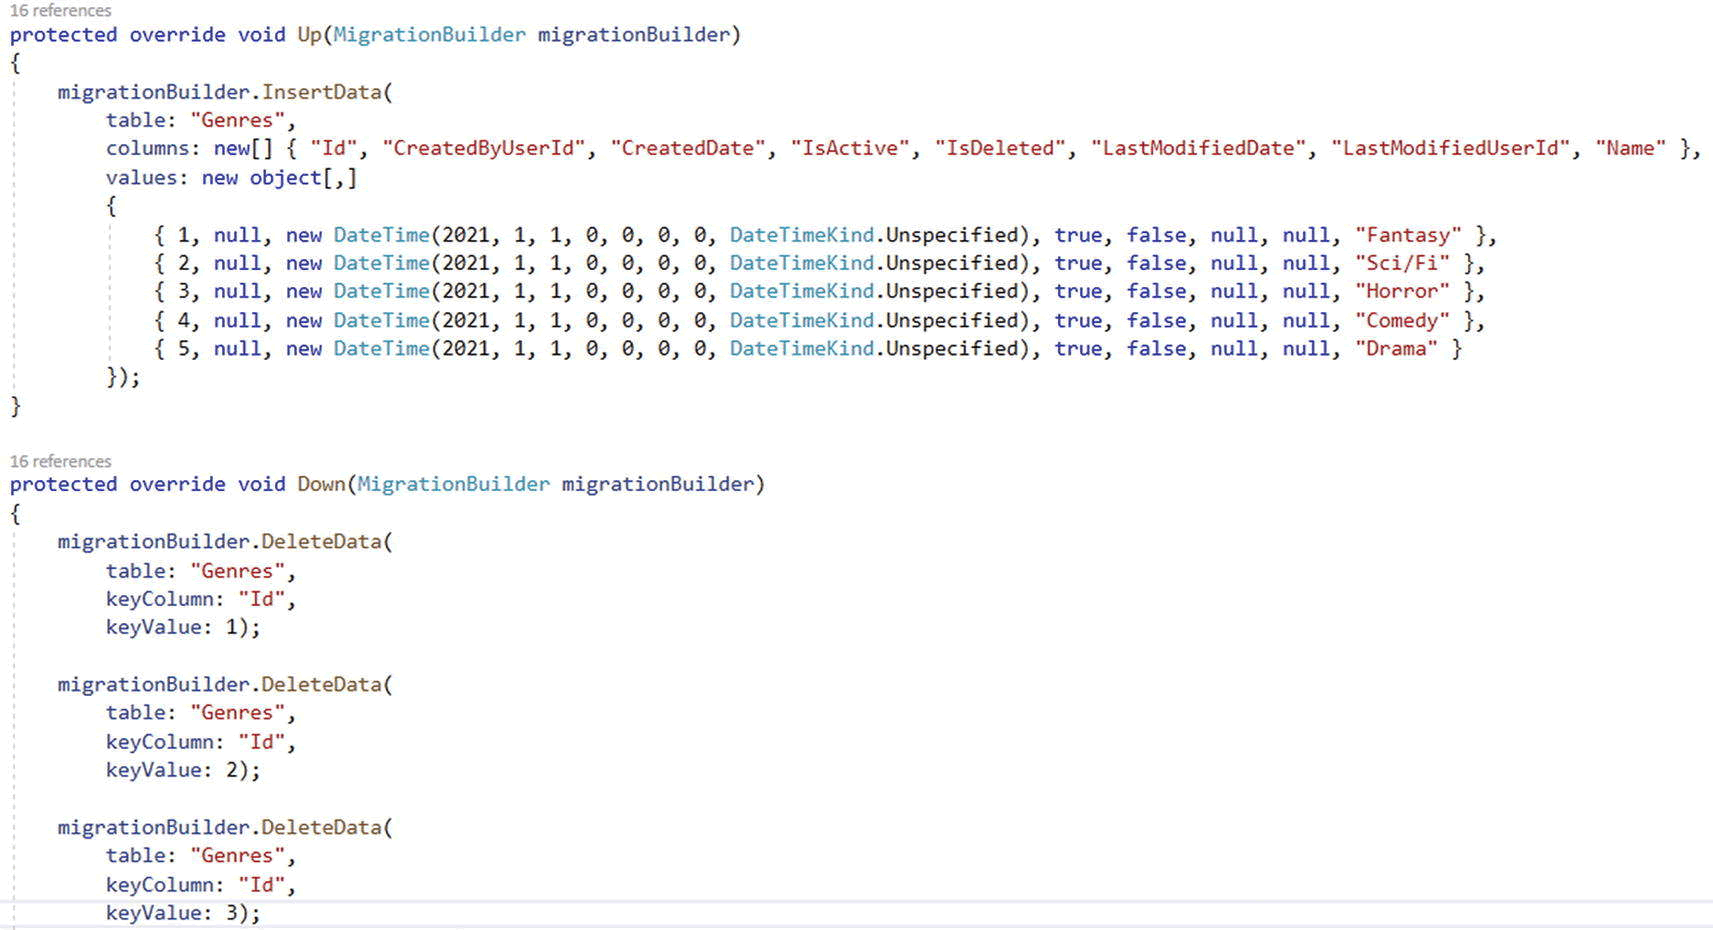 16 references
protected override void Up(MigrationBuilder migrationBuilder)
{
migrationBuilder.InsertData(
table: "Genres",
columns: new[] { "Id", "CreatedByUserId", "CreatedDate", "IsActive", "IsDeleted", "LastModifiedDate", "LastModifiedUserId", "Name" },
values: new object[,]
{
{ 1, null, new DateTime(2021, 1, 1, 0, 0, 0, 0, DateTimeKind.Unspecified), true, false, null, null, "Fantasy" },
{ 2, null, new DateTime(2021, 1, 1, 0, 0, 0, 0, DateTimeKind.Unspecified), true, false, null, null, "Sci/Fi" },
{ 3, null, new DateTime(2021, 1, 1, 0, 0, 0, 0, DateTimeKind.Unspecified), true, false, null, null, "Horror" },
{ 4, null, new DateTime(2021, 1, 1, 0, 0, 0, 0, DateTimeKind.Unspecified), true, false, null, null, "Comedy" },
{ 5, null, new DateTime(2021, 1, 1, 0, 0, 0, 0, DateTimeKind.Unspecified), true, false, null, null, "Drama" }
});
}
16 references
protected override void Down(MigrationBuilder migrationBuilder)
{
migrationBuilder.DeleteData(
table: "Genres",
keyColumn: "Id",
keyValue: 1);
migrationBuilder.DeleteData(
table: "Genres",
keyColumn: "Id",
keyValue: 2);
migrationBuilder.DeleteData(
table: "Genres",
keyColumn: "Id",
keyValue: 3);